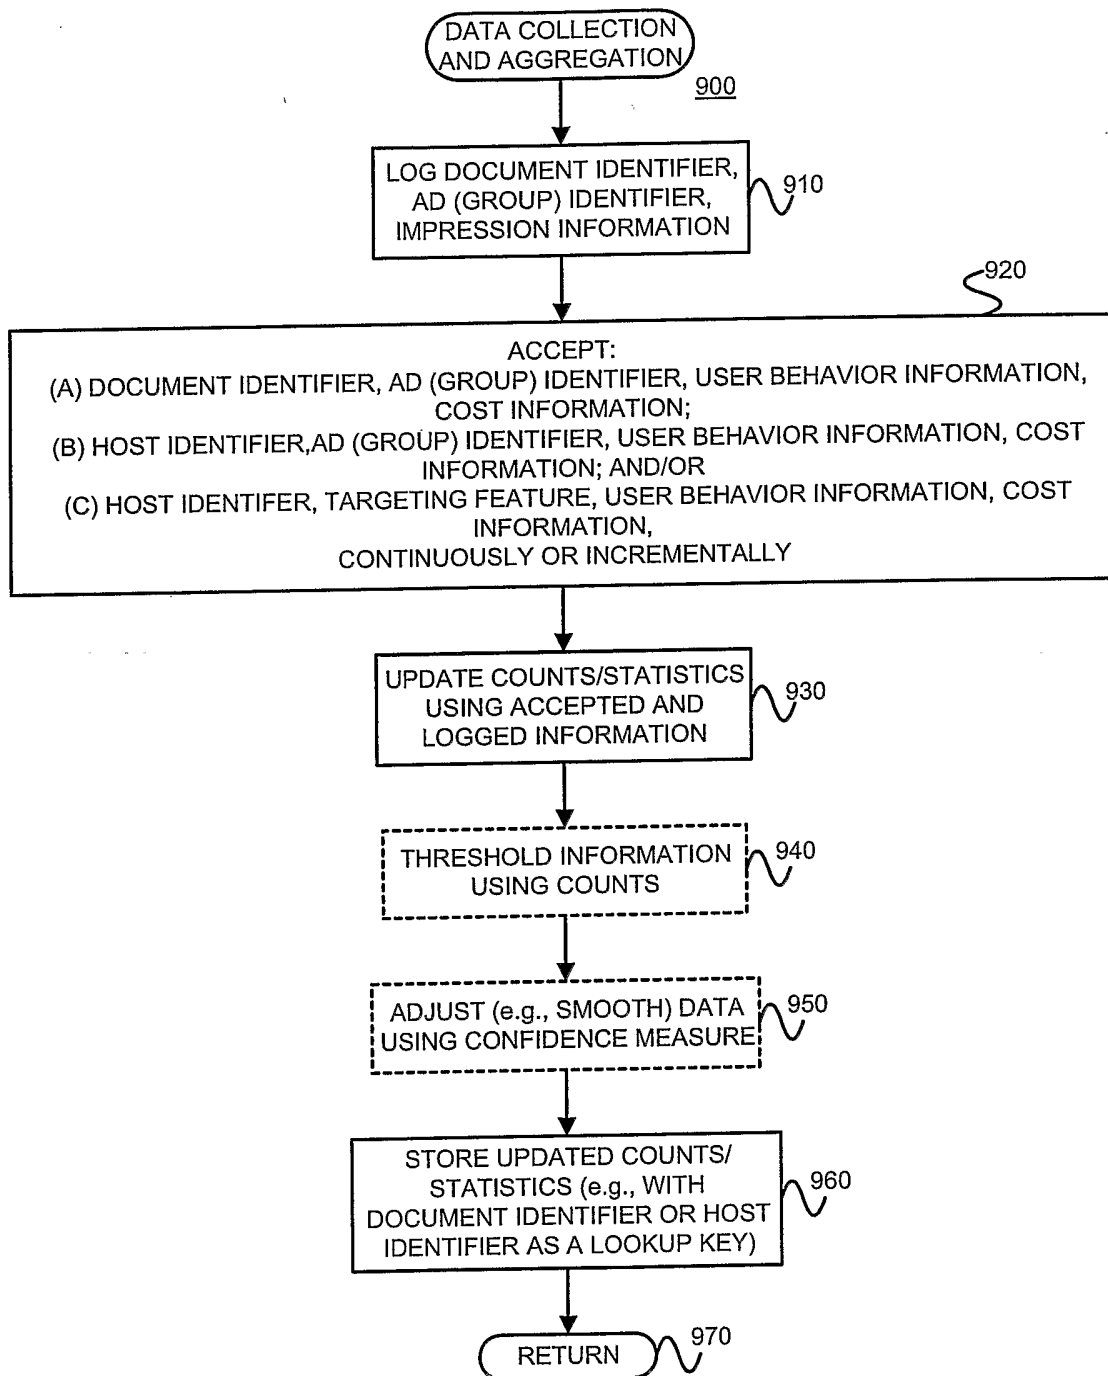 DATA COLLECTION
AND AGGREGATION
900
LOG DOCUMENT IDENTIFIER,
AD (GROUP) IDENTIFIER,
IMPRESSION INFORMATION
910
920
ACCEPT:
(A) DOCUMENT IDENTIFIER, AD (GROUP) IDENTIFIER, USER BEHAVIOR INFORMATION,
COST INFORMATION;
(B) HOST IDENTIFIER,AD (GROUP) IDENTIFIER, USER BEHAVIOR INFORMATION, COST
INFORMATION; AND/OR
(C) HOST IDENTIFER, TARGETING FEATURE, USER BEHAVIOR INFORMATION, COST
INFORMATION,
CONTINUOUSLY OR INCREMENTALLY
UPDATE COUNTS/STATISTICS
USING ACCEPTED AND
LOGGED INFORMATION
930
THRESHOLD INFORMATION
USING COUNTS
940
ADJUST (e.g., SMOOTH) DATA
USING CONFIDENCE MEASURE
950
STORE UPDATED COUNTS/
STATISTICS (e.g., WITH
DOCUMENT IDENTIFIER OR HOST
IDENTIFIER AS A LOOKUP KEY)
960
RETURN
970